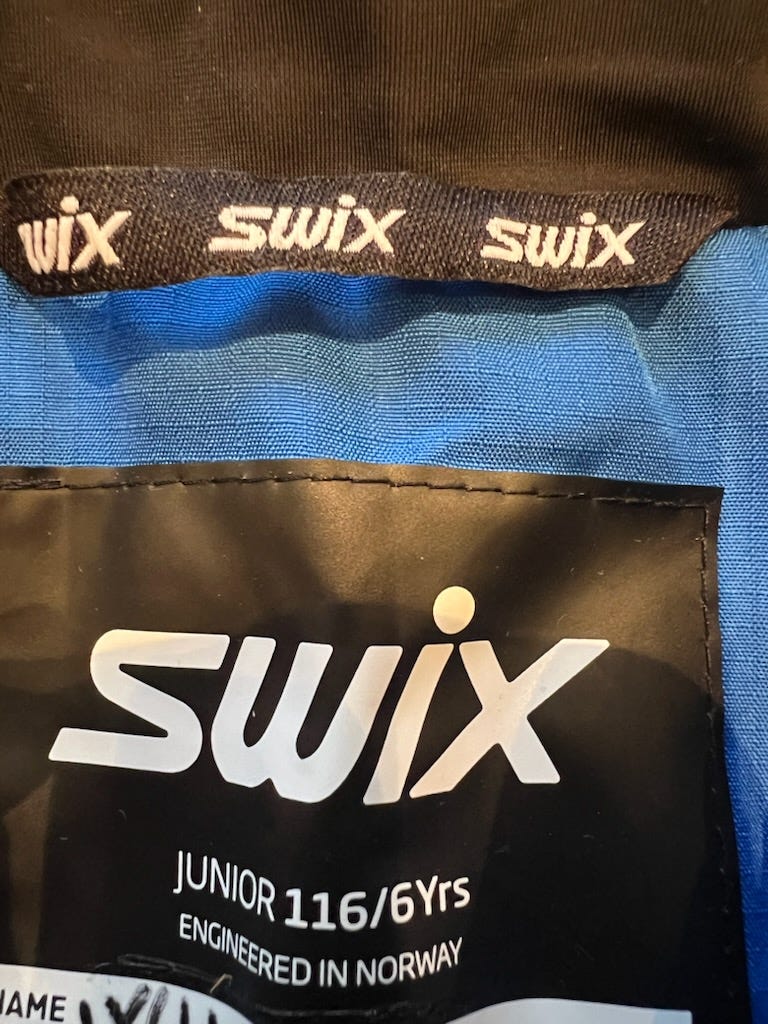 wix swix swix
swix
JUNIOR 116/6Yrs
ENGINEERED IN NORWAY
NAME